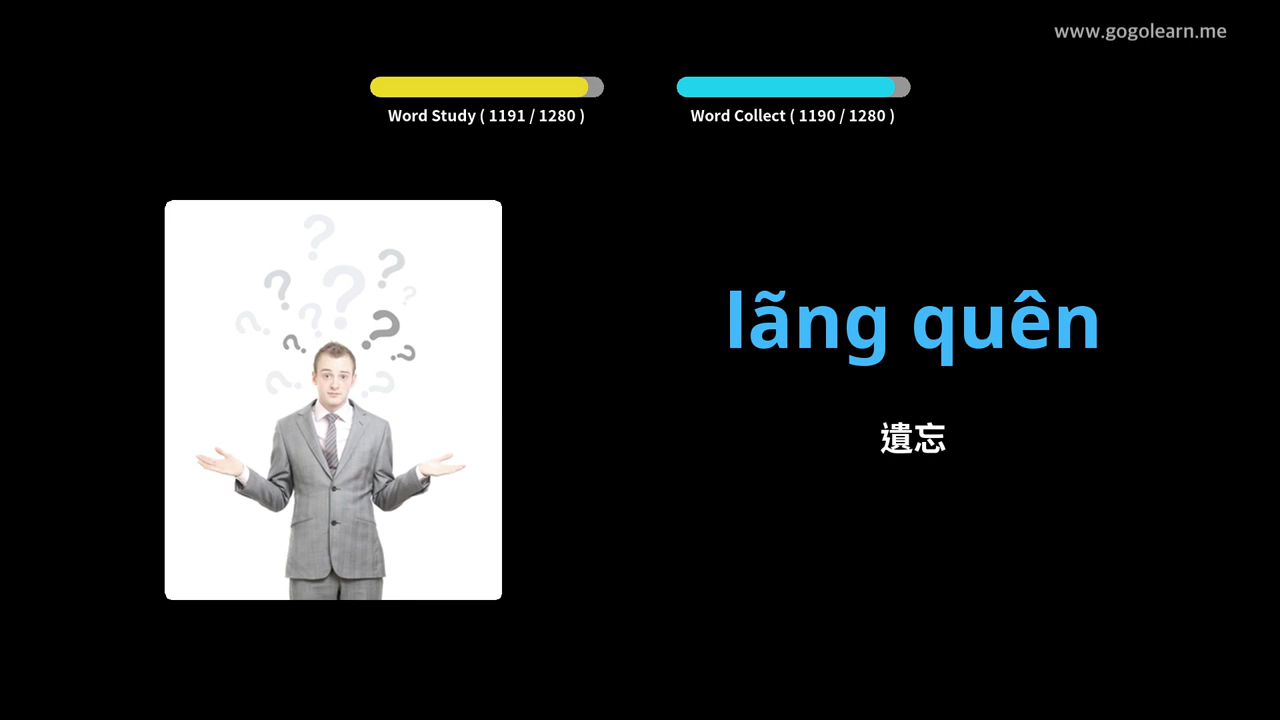 www.gogolearn.me
Word Study ( 1191 / 1280 )
Word Collect ( 1190 / 1280 )
lãng quên
遺忘